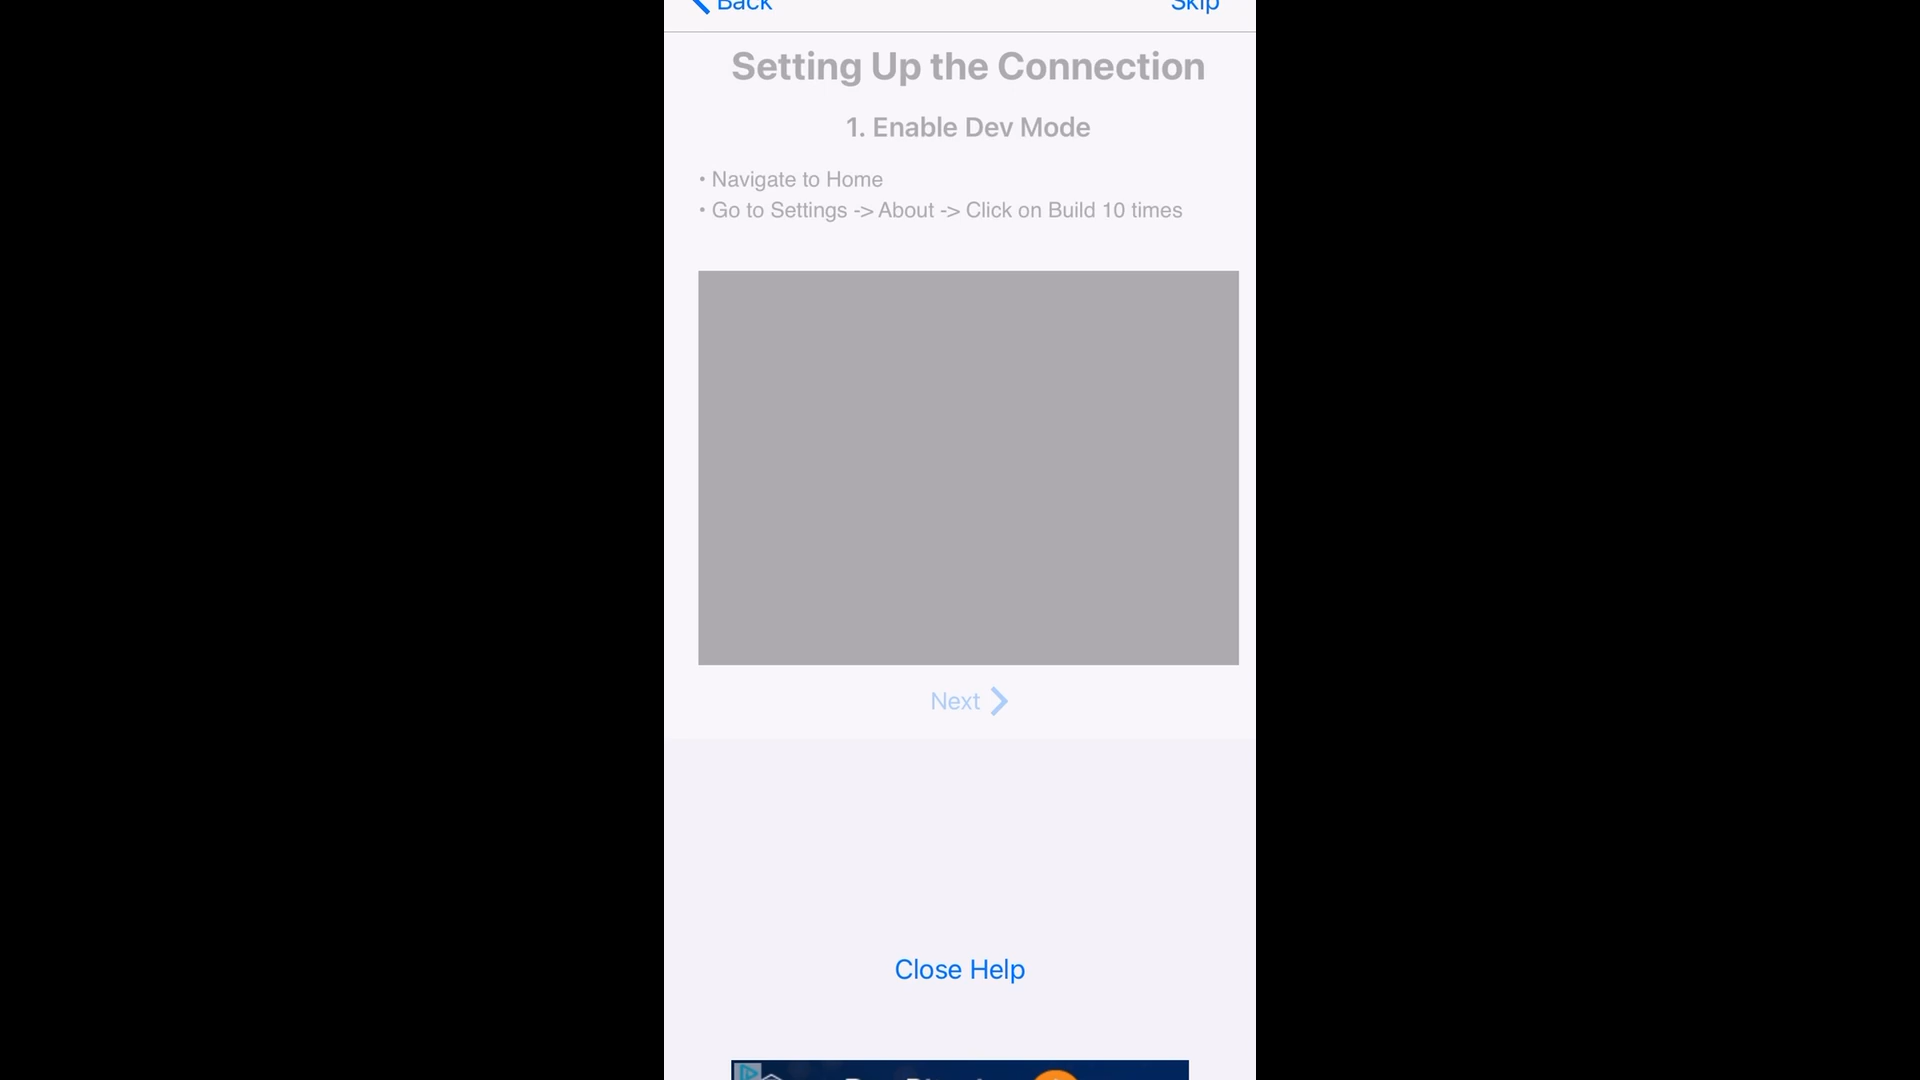 Back
Skip
Setting Up the Connection
1. Enable Dev Mode
• Navigate to Home
• Go to Settings -> About -> Click on Build 10 times
Next
Close Help